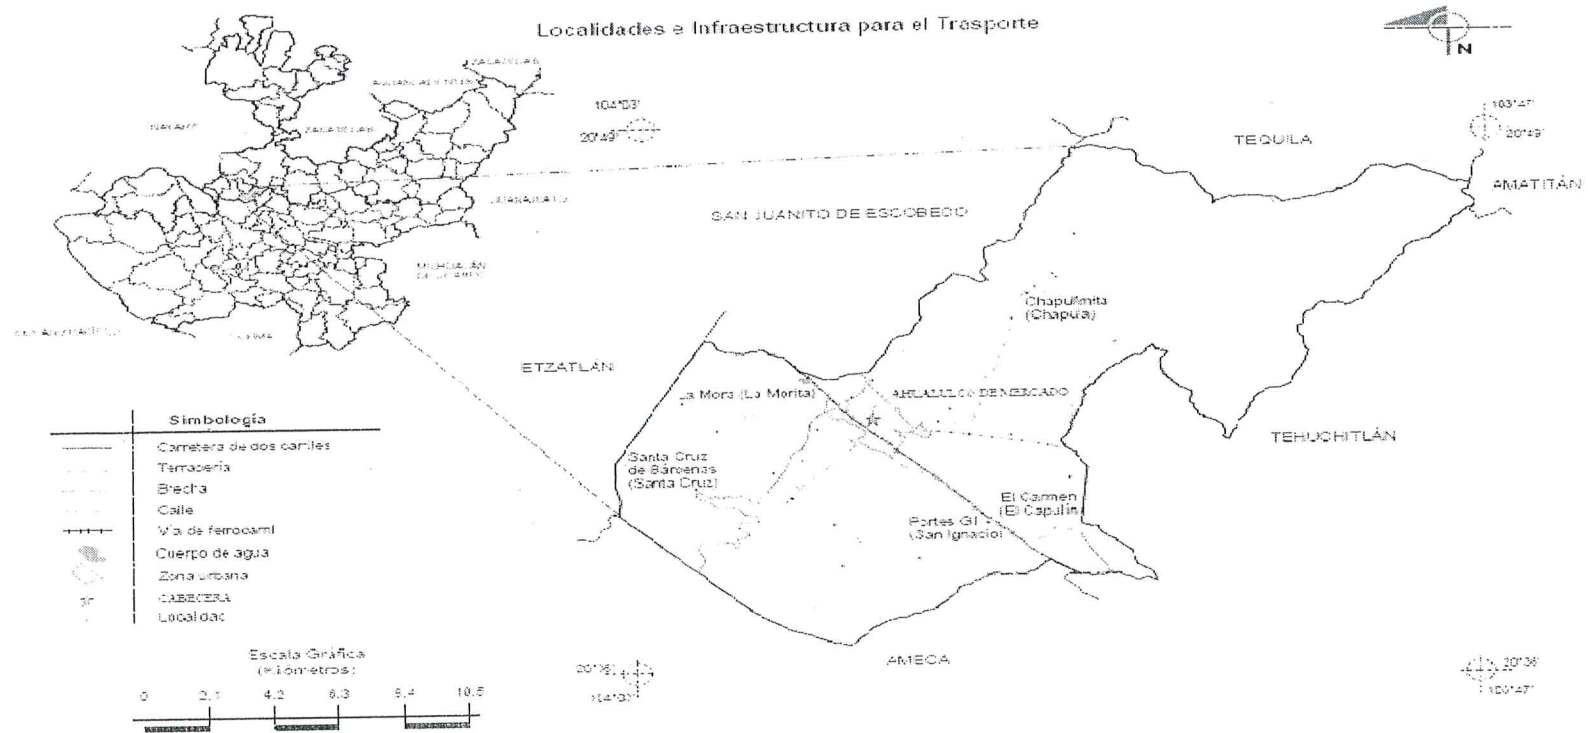 Localidades e Infraestructura para el Trasporte
N
ZACATECAS
AGUASCALIENTES
NAYARIT
ZACATECAS
GUANAJUATO
MICHOACÁN
COLIMA
104°03'
20°49'
103°47'
20°49'
TEQUILA
AMATITÁN
SAN JUANITO DE ESCOBEDO
Chapulimita
(Chapula)
ETZATLÁN
La Mora (La Morita)
AHUALULCO DE MERCADO
TEHUCHITLÁN
Santa Cruz
de Bárcenas
(Santa Cruz)
El Carmen
(El Capulín
Portes Gil
(San Ignacio)
AMECA
Simbología
Carretera de dos carriles
Terracería
Brecha
Calle
Vía de ferrocarril
Cuerpo de agua
Zona urbana
CABECERA
Localidad
Escala Gráfica
(Kilómetros)
0 2.1 4.2 6.3 8.4 10.5
20°36'
20°36'